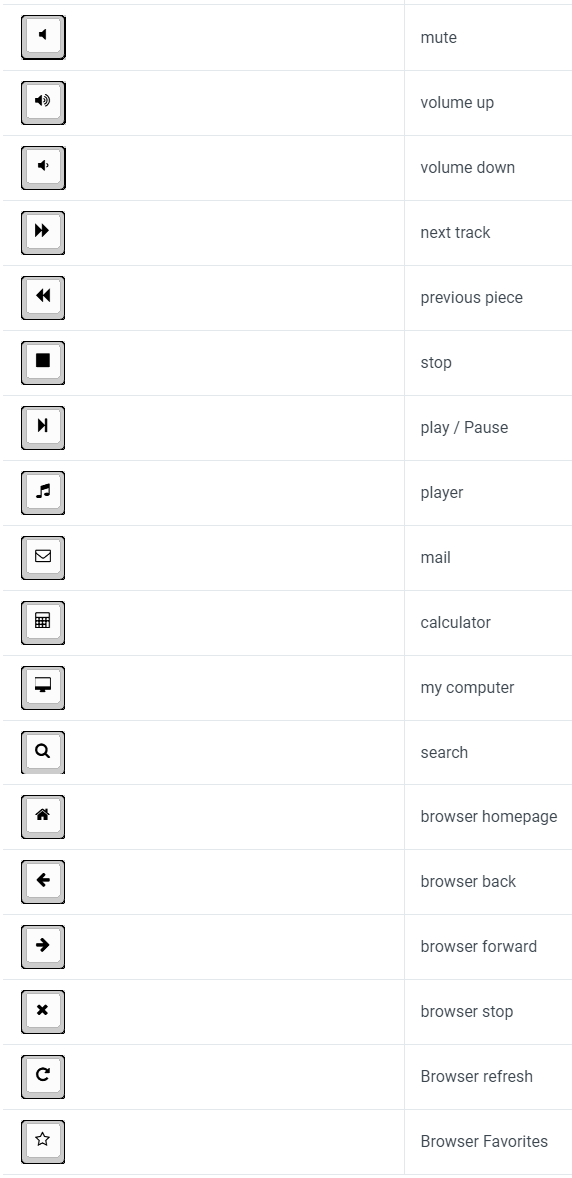 mute
volume up
volume down
next track
previous piece
stop
play / Pause
player
mail
calculator
my computer
search
browser homepage
browser back
browser forward
browser stop
Browser refresh
Browser Favorites